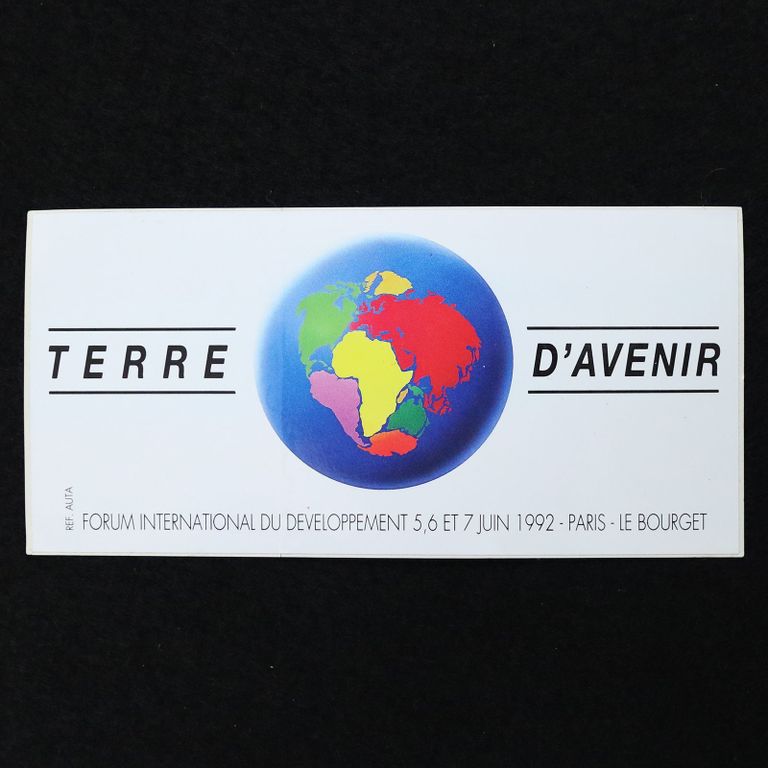 TERRE
D'AVENIR
REF. AUTA
FORUM INTERNATIONAL DU DEVELOPPEMENT 5,6 ET 7 JUIN 1992 - PARIS - LE BOURGET